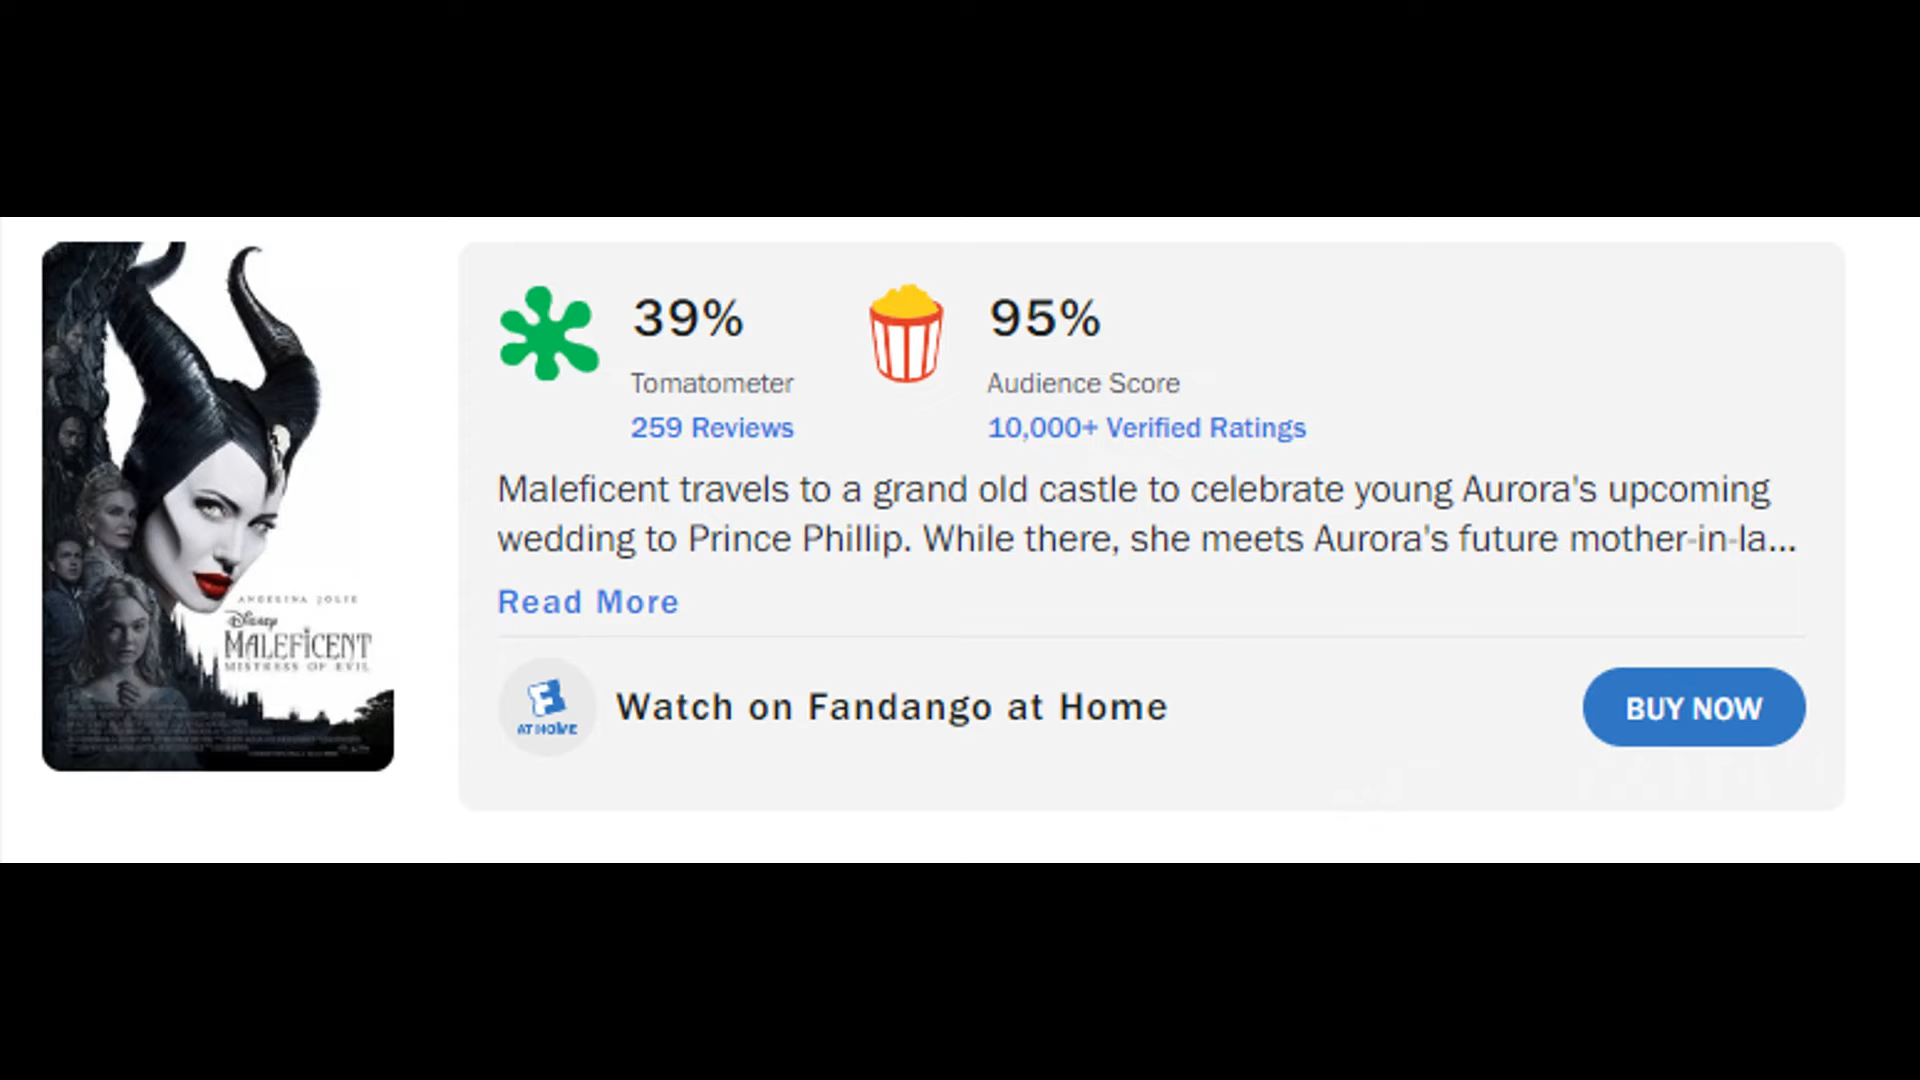 ANGELINA JOLIE
Disney
MALEFICENT
MISTRESS OF EVIL
39%
Tomatometer
259 Reviews
95%
Audience Score
10,000+ Verified Ratings
Maleficent travels to a grand old castle to celebrate young Aurora's upcoming
wedding to Prince Phillip. While there, she meets Aurora's future mother-in-la...
Read More
F
AT HOME
Watch on Fandango at Home
BUY NOW